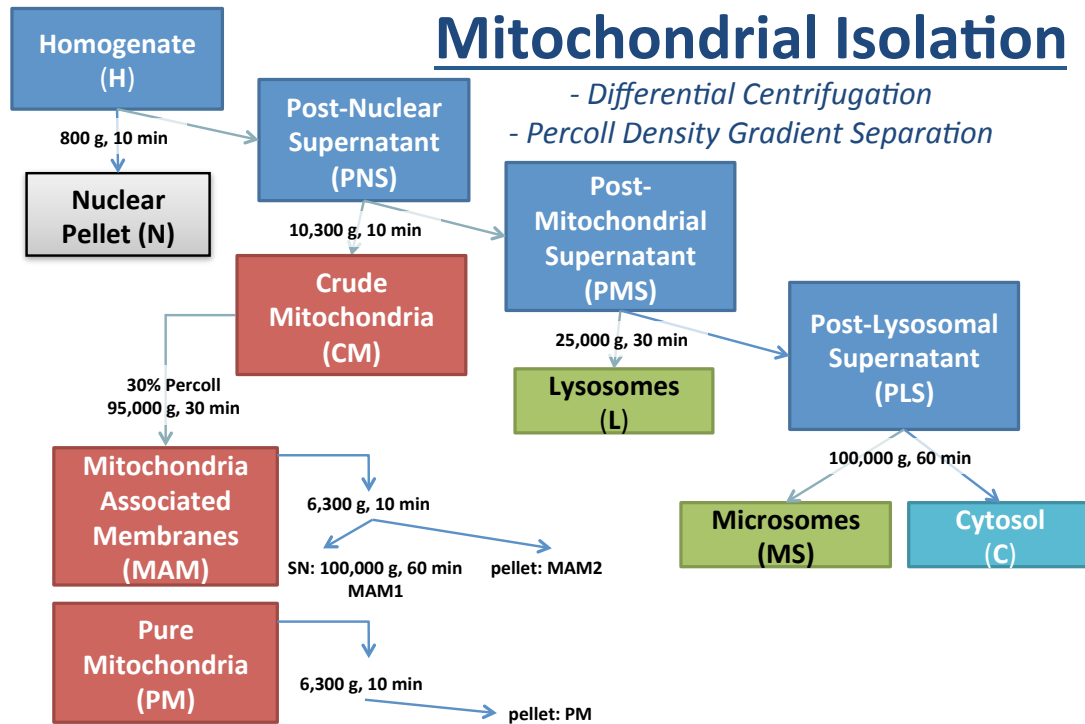 Mitochondrial Isolation
- Differential Centrifugation
- Percoll Density Gradient Separation
Homogenate
(H)
800 g, 10 min
Nuclear
Pellet (N)
Post-Nuclear
Supernatant
(PNS)
10,300 g, 10 min
Crude
Mitochondria
(CM)
Post-
Mitochondrial
Supernatant
(PMS)
25,000 g, 30 min
Lysosomes
(L)
Post-Lysosomal
Supernatant
(PLS)
100,000 g, 60 min
Microsomes
(MS)
Cytosol
(C)
30% Percoll
95,000 g, 30 min
Mitochondria
Associated
Membranes
(MAM)
6,300 g, 10 min
SN: 100,000 g, 60 min
MAM1
pellet: MAM2
Pure
Mitochondria
(PM)
6,300 g, 10 min
pellet: PM